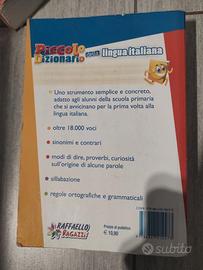 Piccolo
Dizionario della lingua italiana
Uno strumento semplice e concreto,
adatto agli alunni della scuola primaria
che si avvicinano per la prima volta alla
lingua italiana.
oltre 18.000 voci
sinonimi e contrari
modi di dire, proverbi, curiosità
sull'origine di alcune parole
sillabazione
regole ortografiche e grammaticali
RAFFAELLO
RAGAZZI
Prezzo al pubblico
€ 10,90
subito